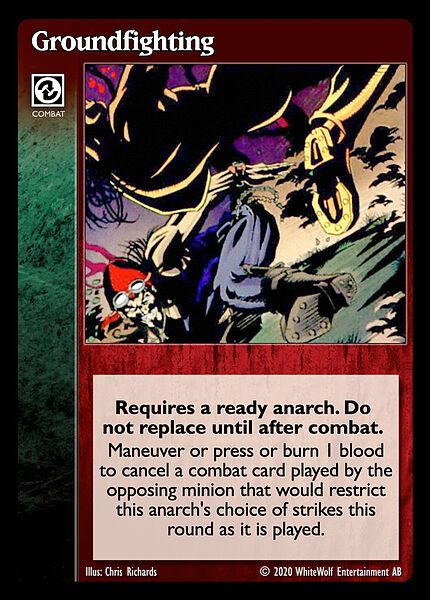 Groundfighting
COMBAT
Requires a ready anarch. Do
not replace until after combat.
Maneuver or press or burn 1 blood
to cancel a combat card played by the
opposing minion that would restrict
this anarch's choice of strikes this
round as it is played.
Illus: Chris Richards
© 2020 WhiteWolf Entertainment AB